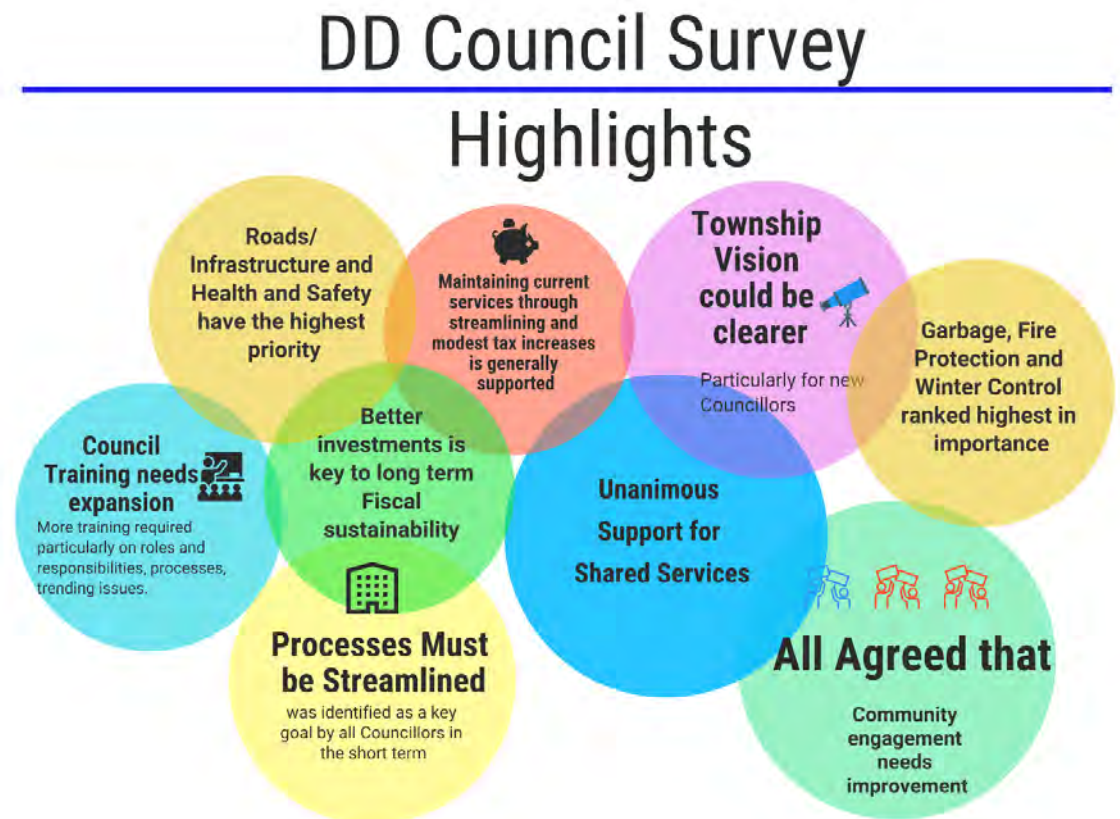 DD Council Survey
Highlights
Roads/
Infrastructure and
Health and Safety
have the highest
priority
Maintaining current
services through
streamlining and
modest tax increases
is generally
supported
Township
Vision
could be
clearer
Particularly for new
Councillors
Garbage, Fire
Protection and
Winter Control
ranked highest in
importance
Council
Training needs
expansion
More training required
particularly on roles and
responsibilities, processes,
trending issues.
Better
investments is
key to long term
Fiscal
sustainability
Unanimous
Support for
Shared Services
Processes Must
be Streamlined
was identified as a key
goal by all Councillors in
the short term
All Agreed that
Community
engagement
needs
improvement